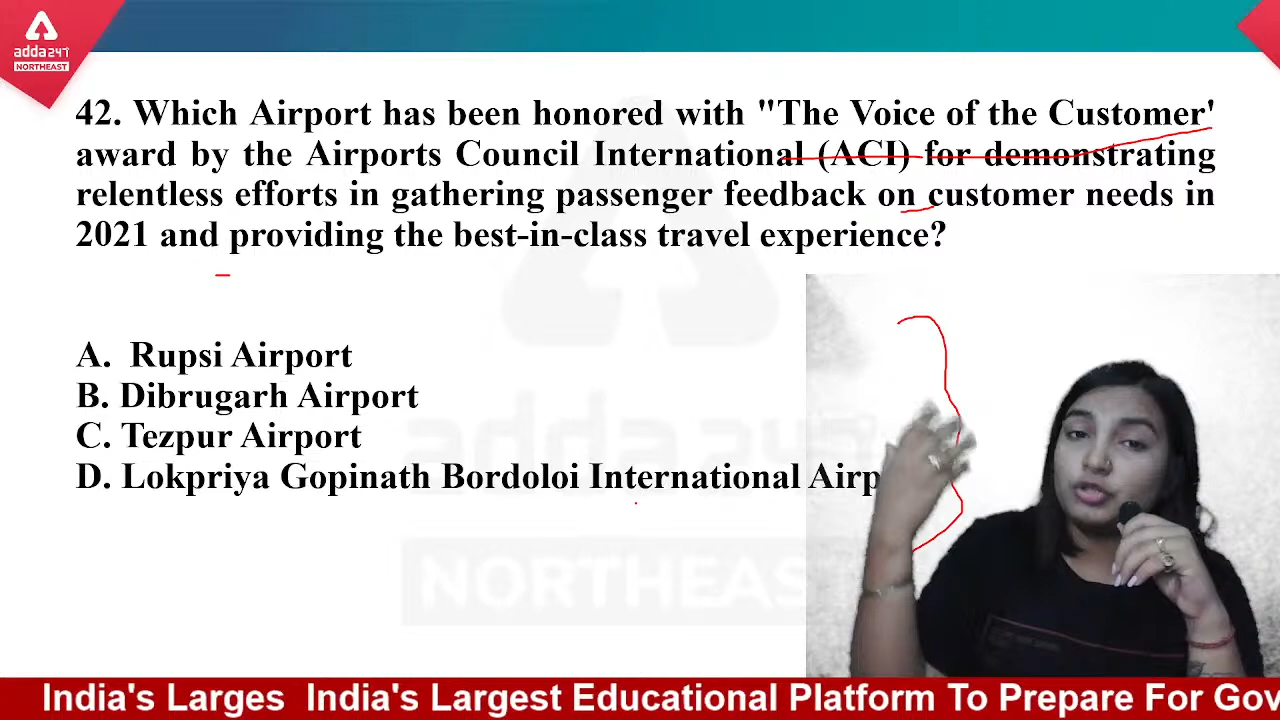 adda247
NORTHEAST
42. Which Airport has been honored with "The Voice of the Customer'
award by the Airports Council International (ACI) for demonstrating
relentless efforts in gathering passenger feedback on customer needs in
2021 and providing the best-in-class travel experience?
A. Rupsi Airport
B. Dibrugarh Airport
C. Tezpur Airport
D. Lokpriya Gopinath Bordoloi International Airp
adda247
NORTHEAST
India's Larges India's Largest Educational Platform To Prepare For Gov